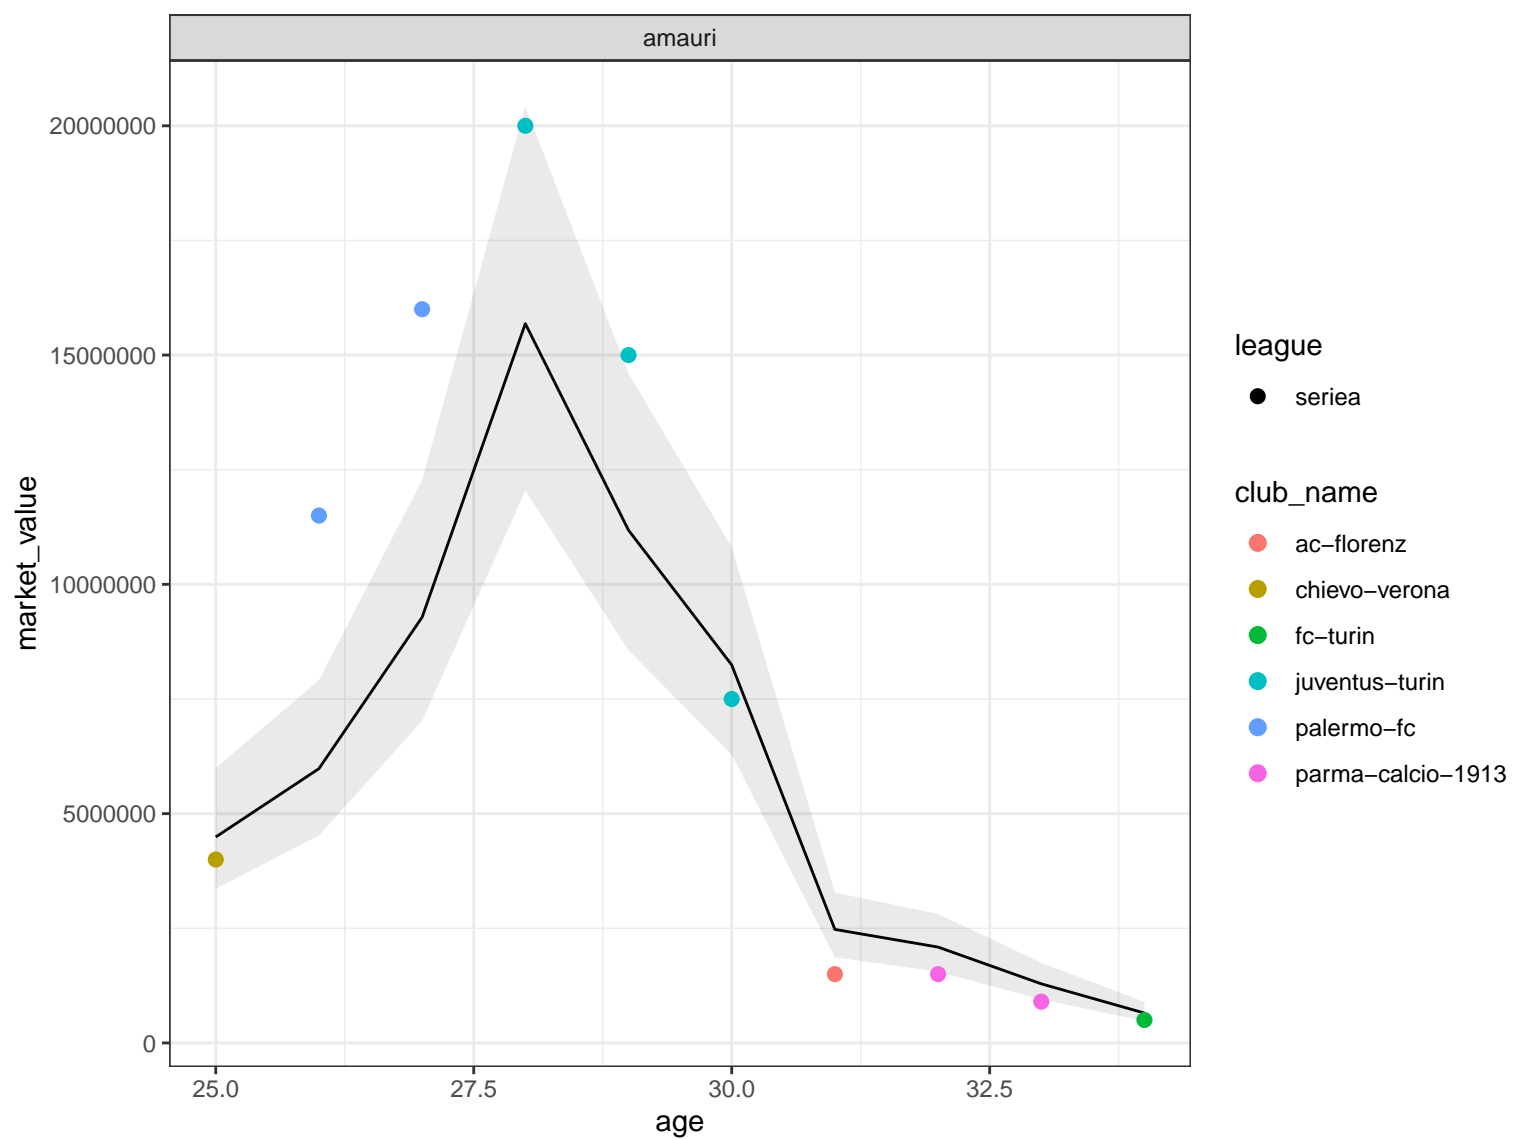 amauri
20000000
15000000
10000000
5000000
0
market_value
25.0
27.5
30.0
32.5
age
league
seriea
club_name
ac−florenz
chievo−verona
fc−turin
juventus−turin
palermo−fc
parma−calcio−1913